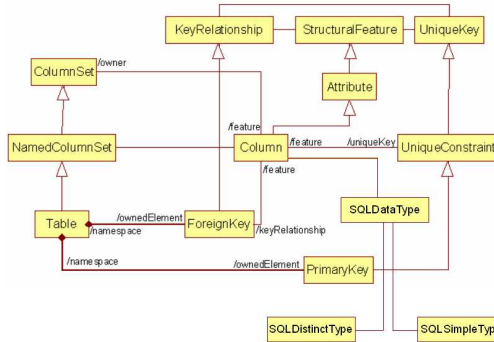 KeyRelationship StructuralFeature UniqueKey
/owner
ColumnSet
Attribute
/feature
NamedColumnSet Column /feature /uniqueKey UniqueConstraint
/feature
SQLDataType
Table /ownedElement ForeignKey
/namespace /keyRelationship
/namespace /ownedElement PrimaryKey
SQLDistinctType SQLSimpleTyp